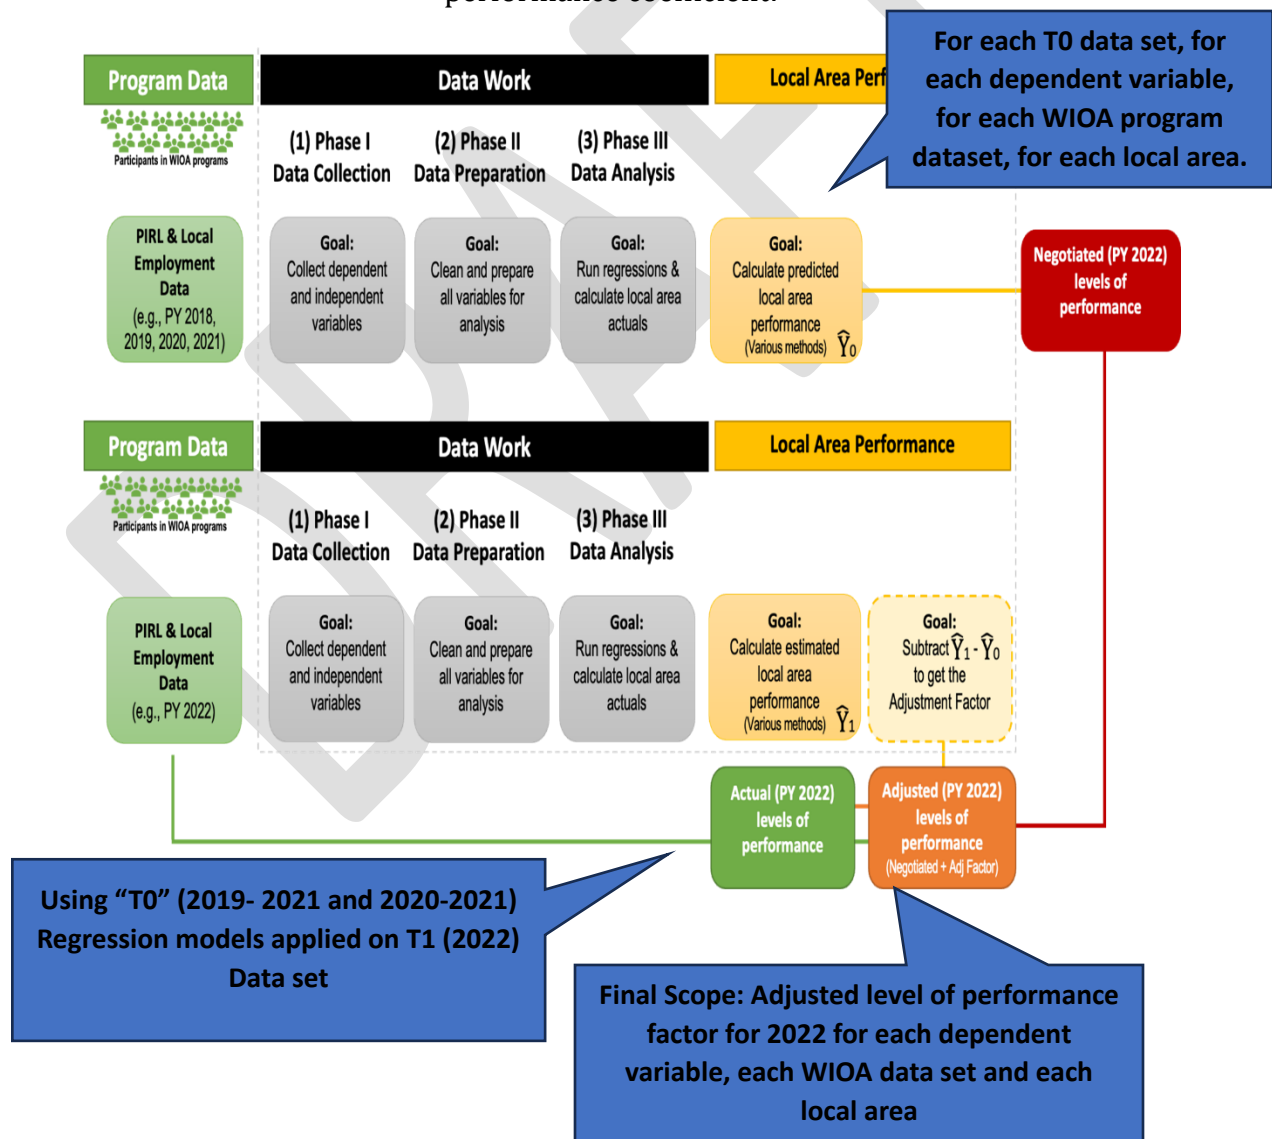 performance coefficient.
For each T0 data set, for
each dependent variable,
for each WIOA program
dataset, for each local area.
Program Data
Data Work
Local Area Perf
Participants in WIOA programs
(1) Phase I
Data Collection
(2) Phase II
Data Preparation
(3) Phase III
Data Analysis
PIRL & Local
Employment
Data
(e.g., PY 2018,
2019, 2020, 2021)
Goal:
Collect dependent
and independent
variables
Goal:
Clean and prepare
all variables for
analysis
Goal:
Run regressions &
calculate local area
actuals
Goal:
Calculate predicted
local area
performance
(Various methods) Ŷ₀
Negotiated (PY 2022)
levels of
performance
Program Data
Data Work
Local Area Performance
Participants in WIOA programs
(1) Phase I
Data Collection
(2) Phase II
Data Preparation
(3) Phase III
Data Analysis
PIRL & Local
Employment
Data
(e.g., PY 2022)
Goal:
Collect dependent
and independent
variables
Goal:
Clean and prepare
all variables for
analysis
Goal:
Run regressions &
calculate local area
actuals
Goal:
Calculate estimated
local area
performance
(Various methods) Ŷ₁
Goal:
Subtract Ŷ₁ - Ŷ₀
to get the
Adjustment Factor
Actual (PY 2022)
levels of
performance
Adjusted (PY 2022)
levels of
performance
(Negotiated + Adj Factor)
Using “T0” (2019- 2021 and 2020-2021)
Regression models applied on T1 (2022)
Data set
Final Scope: Adjusted level of performance
factor for 2022 for each dependent
variable, each WIOA data set and each
local area
DRAFT